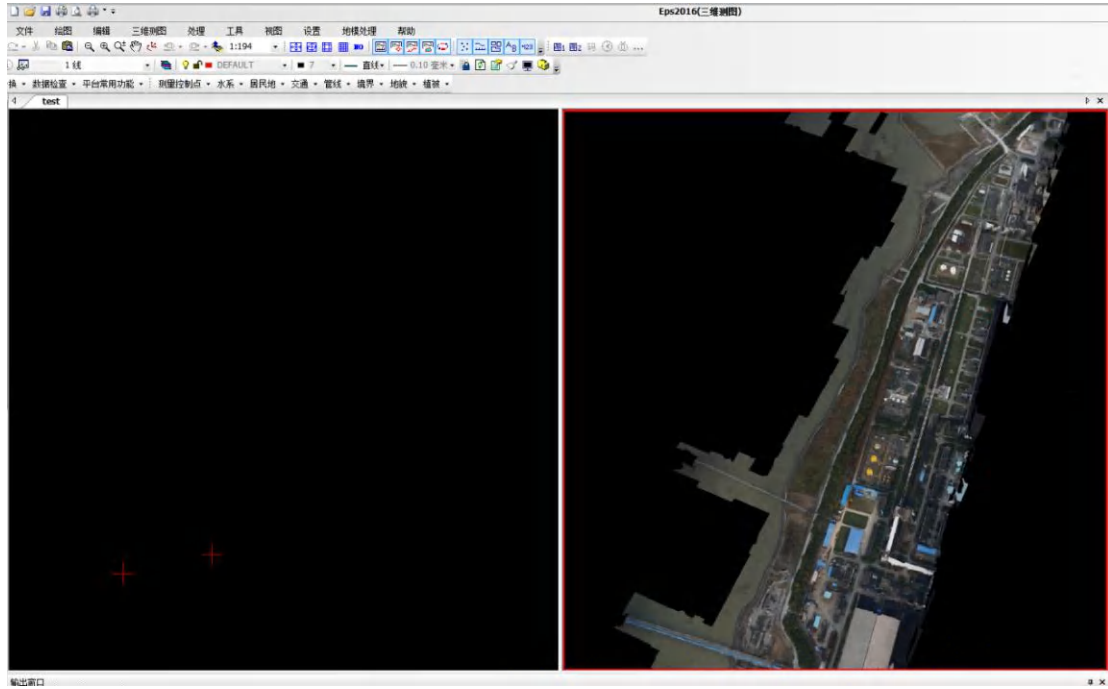 Eps2016(三维测图)
文件 绘图 编辑 三维测图 处理 工具 视图 设置 地模处理 帮助
1:194
1 线 DEFAULT 7 直线 0.10 毫米
换 数据检查 平台常用功能 测量控制点 水系 居民地 交通 管线 境界 地貌 植被
test
输出窗口